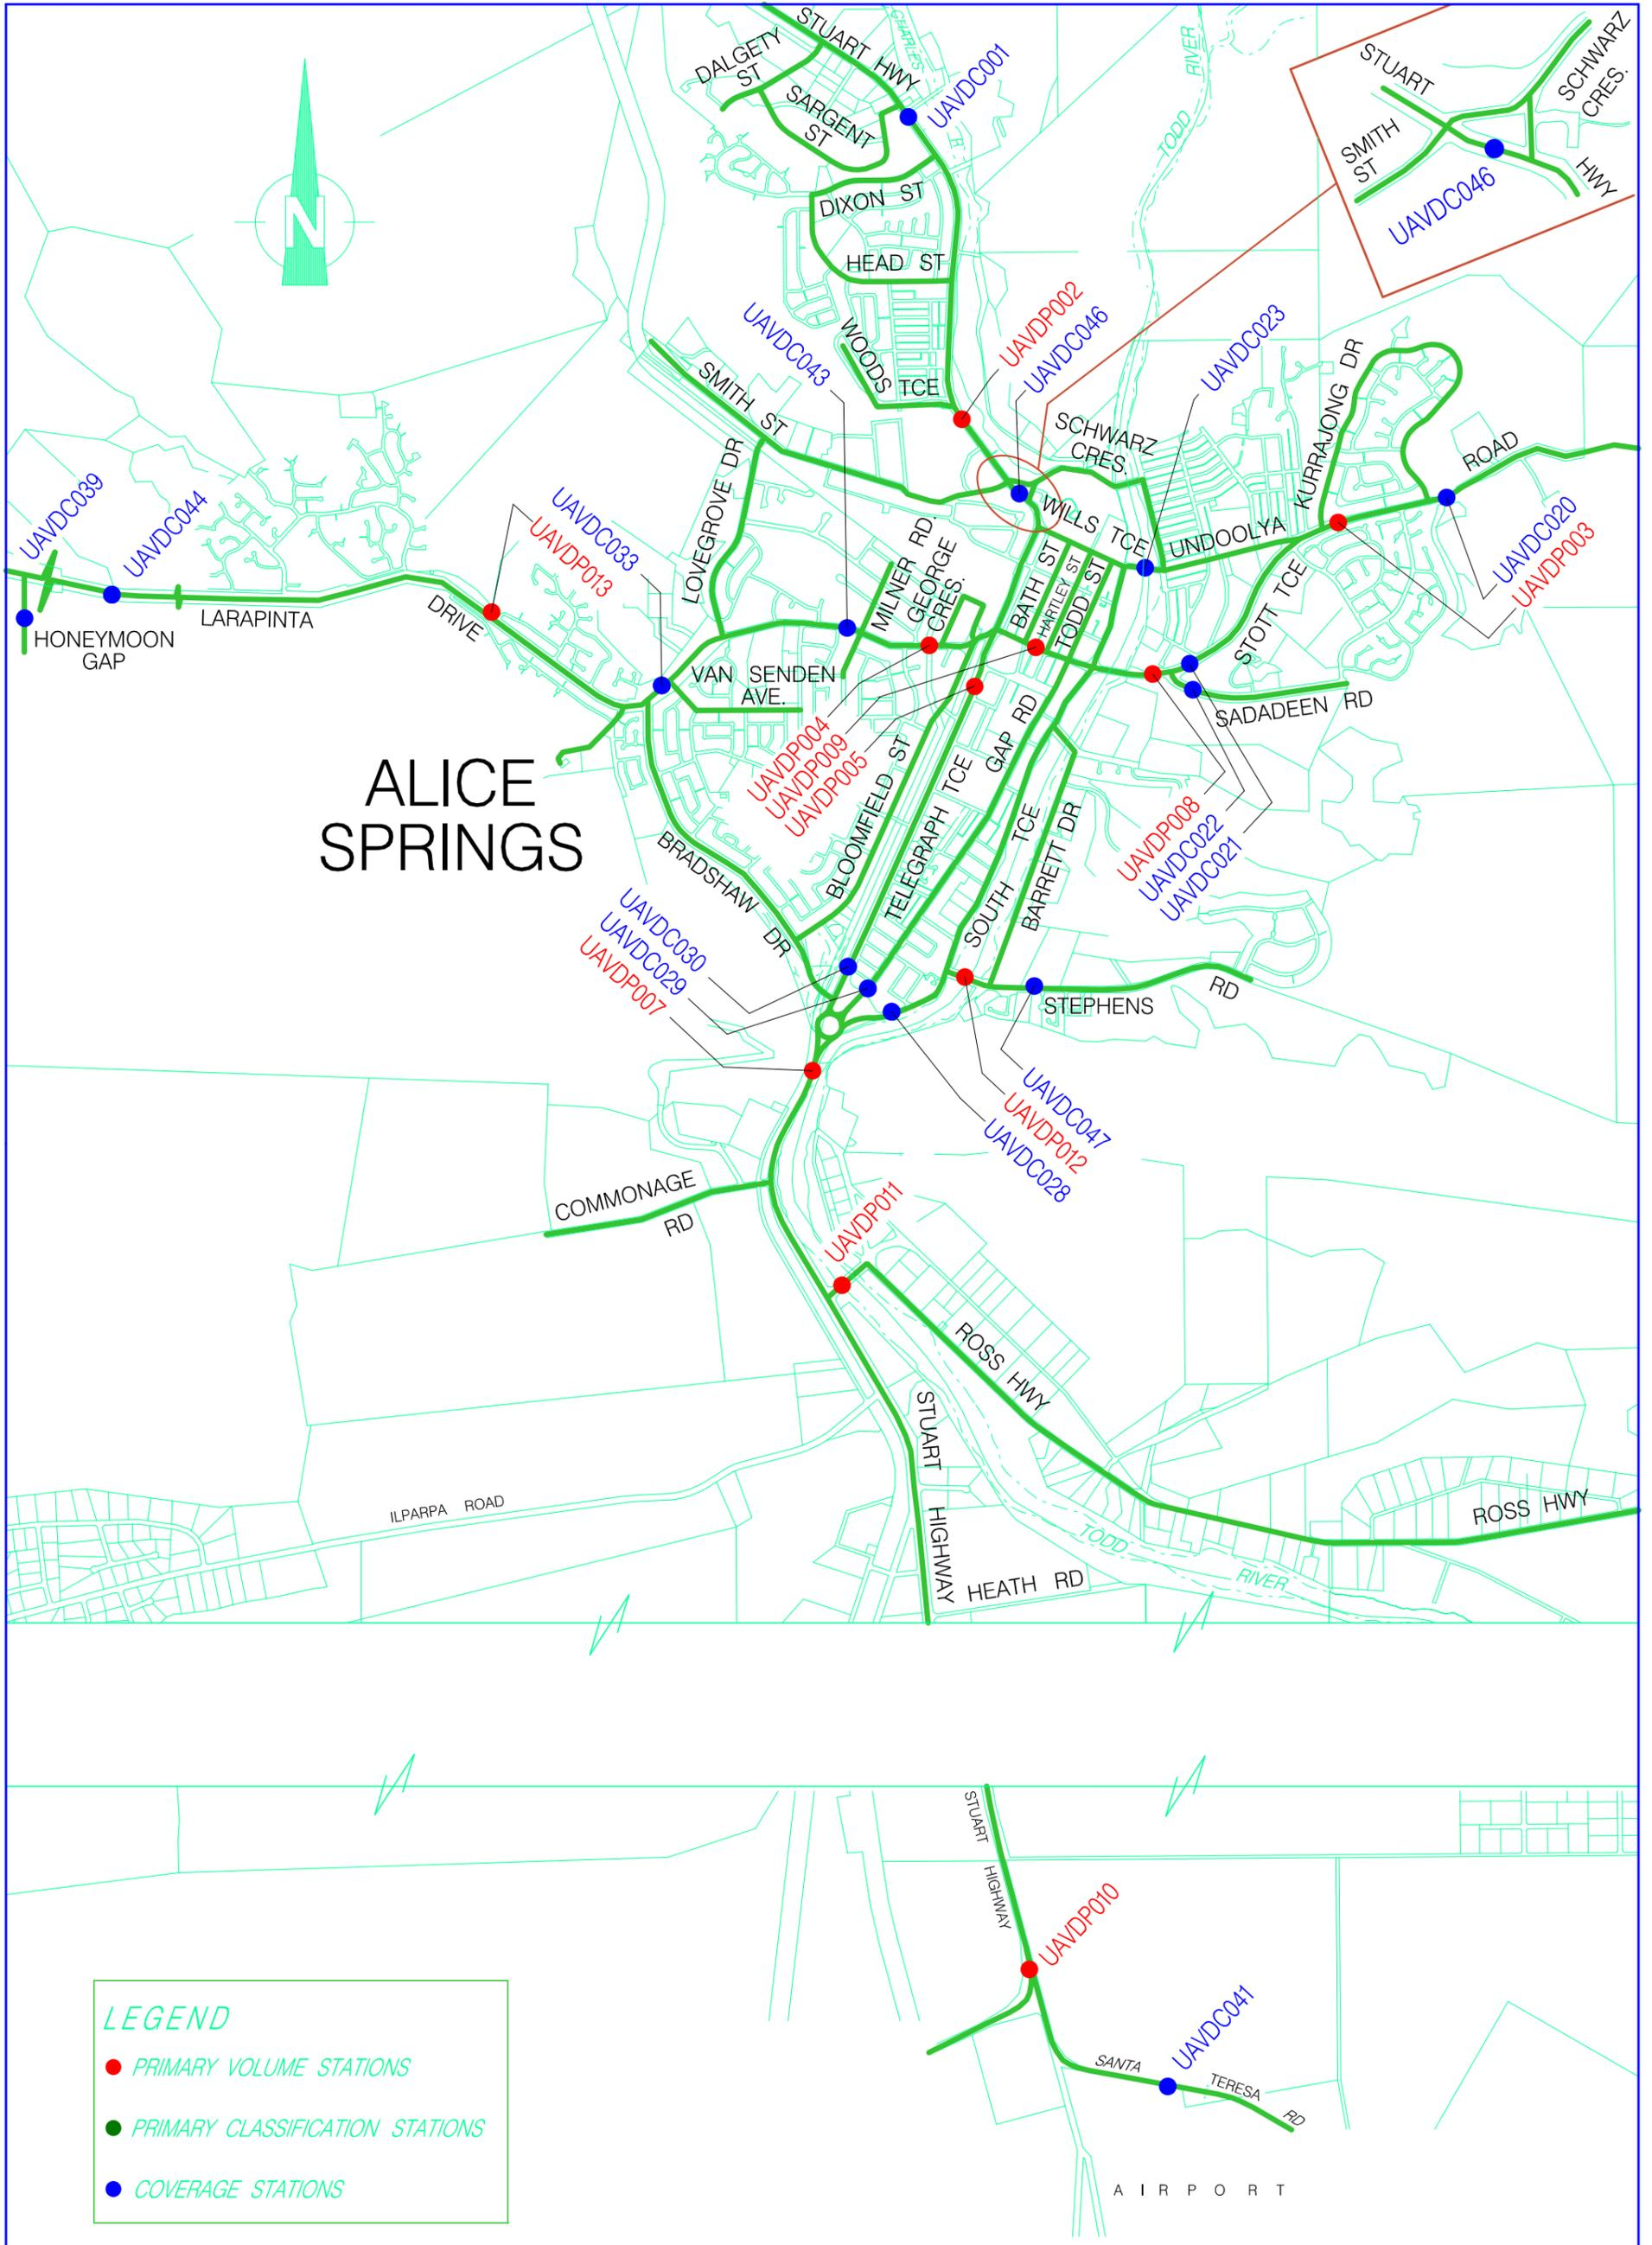 STUART HWY
CHARLES
R
DALGETY
ST
SARGENT
ST
UAVDC001
RIVER
TODD
STUART
SCHWARZ
CRES.
SMITH
ST
HWY
UAVDC046
N
DIXON ST
HEAD ST
WOODS TCE
UAVDC043
UAVDP002
UAVDC046
UAVDC023
SMITH ST
SCHWARZ
CRES.
KURRAJONG DR
ROAD
UAVDC039
UAVDC044
UAVDC033
UAVDP013
LOVEGROVE DR
MILNER RD.
GEORGE
CRES.
WILLS TCE
BATH ST
HARTLEY ST
TODD ST
UNDOOLYA
UAVDC020
UAVDP003
LARAPINTA
DRIVE
HONEYMOON
GAP
STOTT TCE
VAN SENDEN
AVE.
SADADEEN RD
UAVDP004
UAVDP009
UAVDP005
ALICE
SPRINGS
BLOOMFIELD ST
TELEGRAPH TCE
GAP RD
SOUTH TCE
BARRETT DR
UAVDP008
UAVDC022
UAVDC021
BRADSHAW DR
UAVDC030
UAVDC029
UAVDP007
STEPHENS RD
UAVDC047
UAVDP012
UAVDC028
COMMONAGE
RD
UAVDP011
ROSS HWY
STUART HIGHWAY
ROSS HWY
ILPARPA ROAD
TODD RIVER
HEATH RD
STUART HIGHWAY
UAVDP010
UAVDC041
SANTA TERESA RD
AIRPORT
LEGEND
PRIMARY VOLUME STATIONS
PRIMARY CLASSIFICATION STATIONS
COVERAGE STATIONS